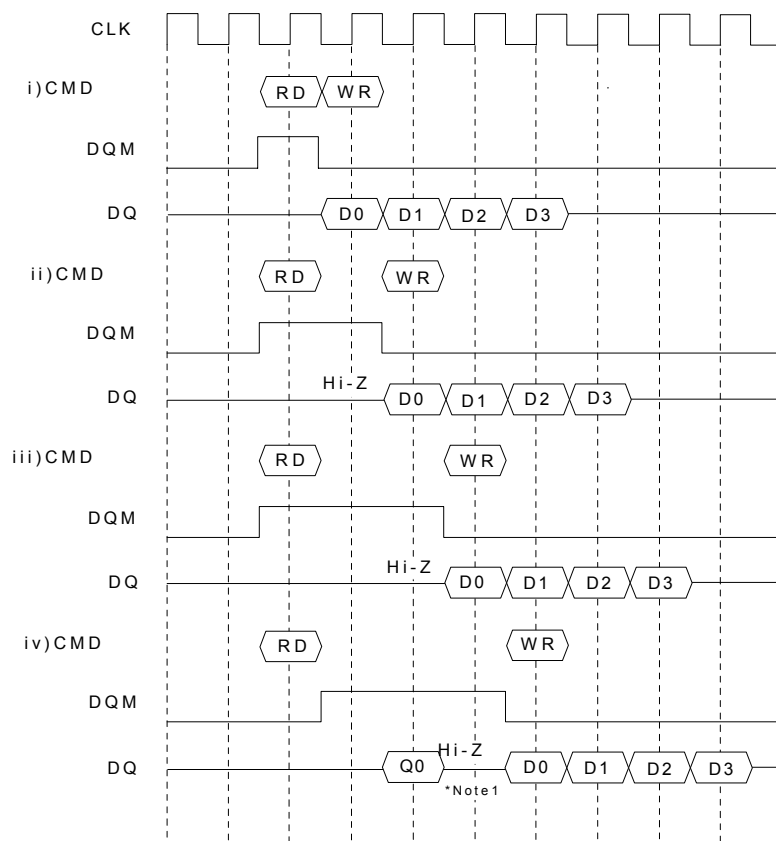 CLK
i)CMD RD WR
DQM
DQ D0 D1 D2 D3
ii)CMD RD WR
DQM
Hi-Z
DQ D0 D1 D2 D3
iii)CMD RD WR
DQM
Hi-Z
DQ D0 D1 D2 D3
iv)CMD RD WR
DQM
Hi-Z
DQ Q0 D0 D1 D2 D3
*Note1